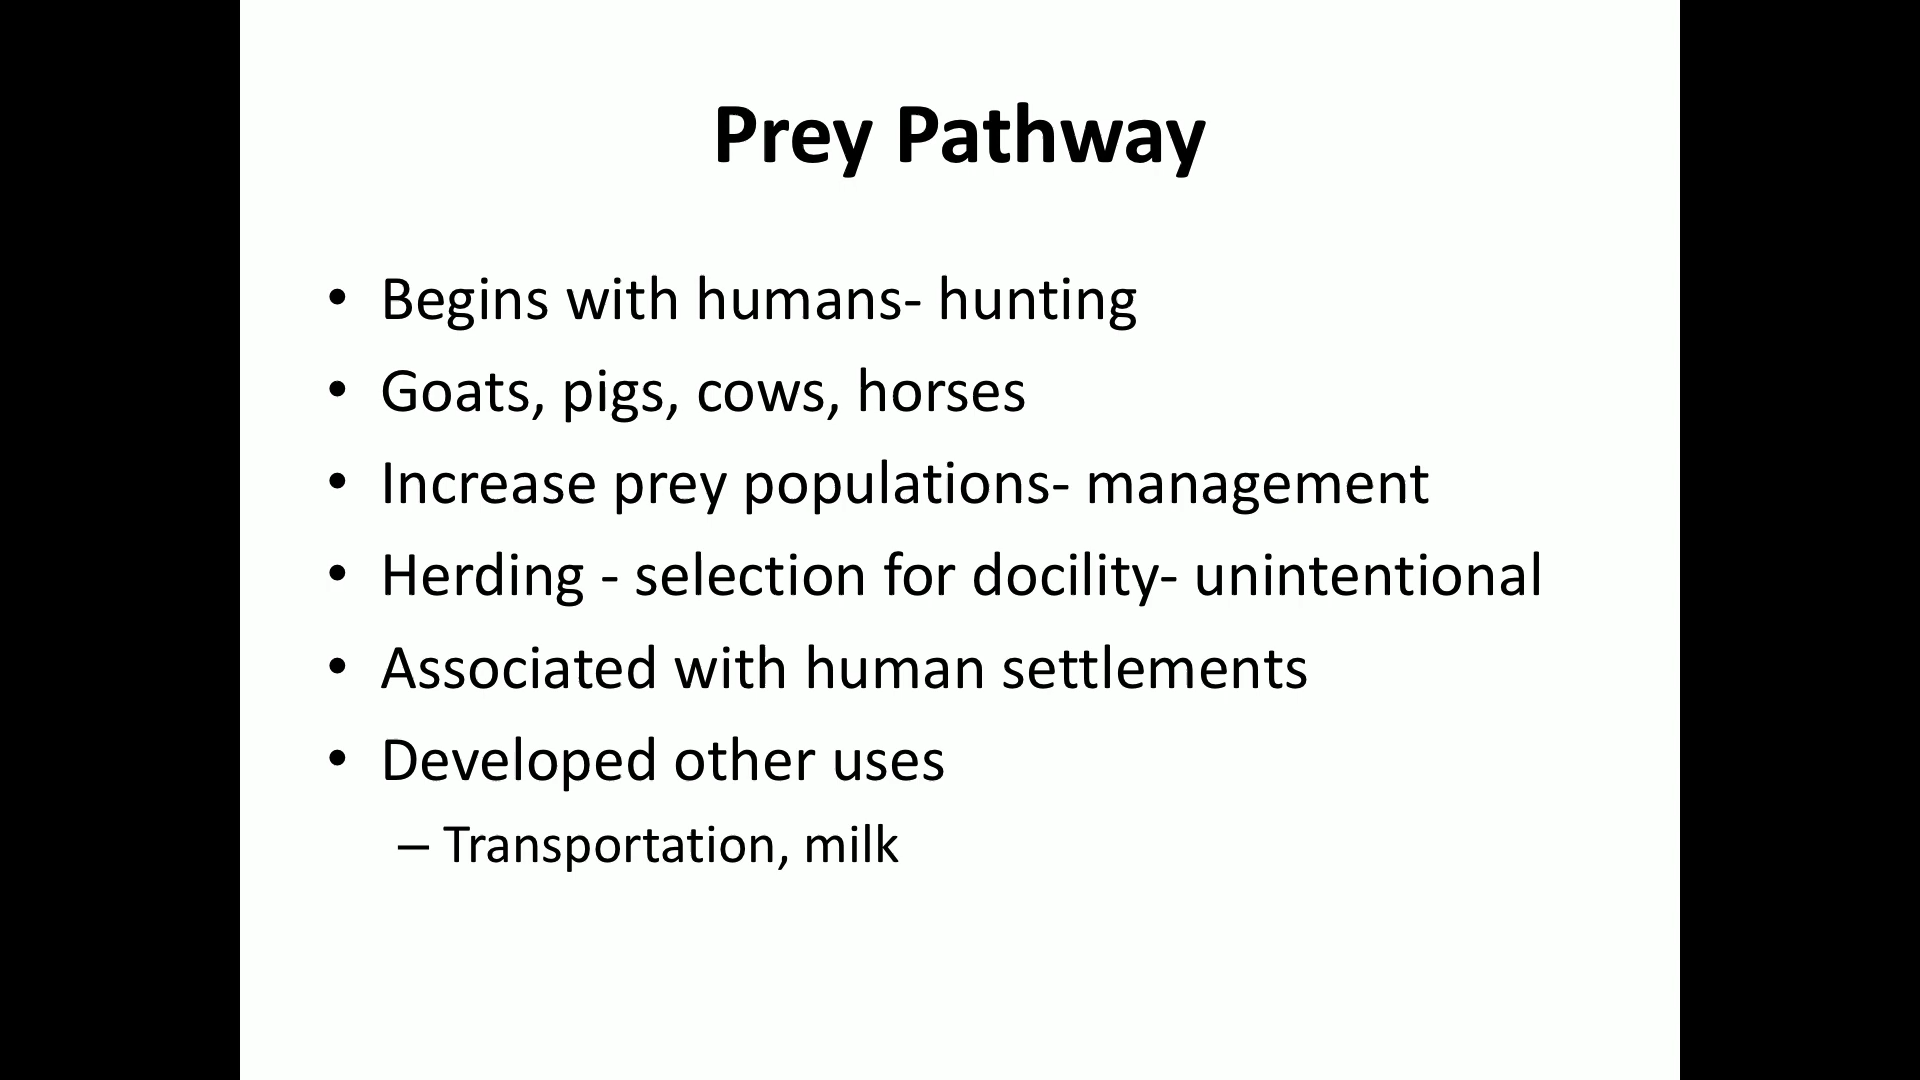 Prey Pathway
• Begins with humans- hunting
• Goats, pigs, cows, horses
• Increase prey populations- management
• Herding - selection for docility- unintentional
• Associated with human settlements
• Developed other uses
– Transportation, milk